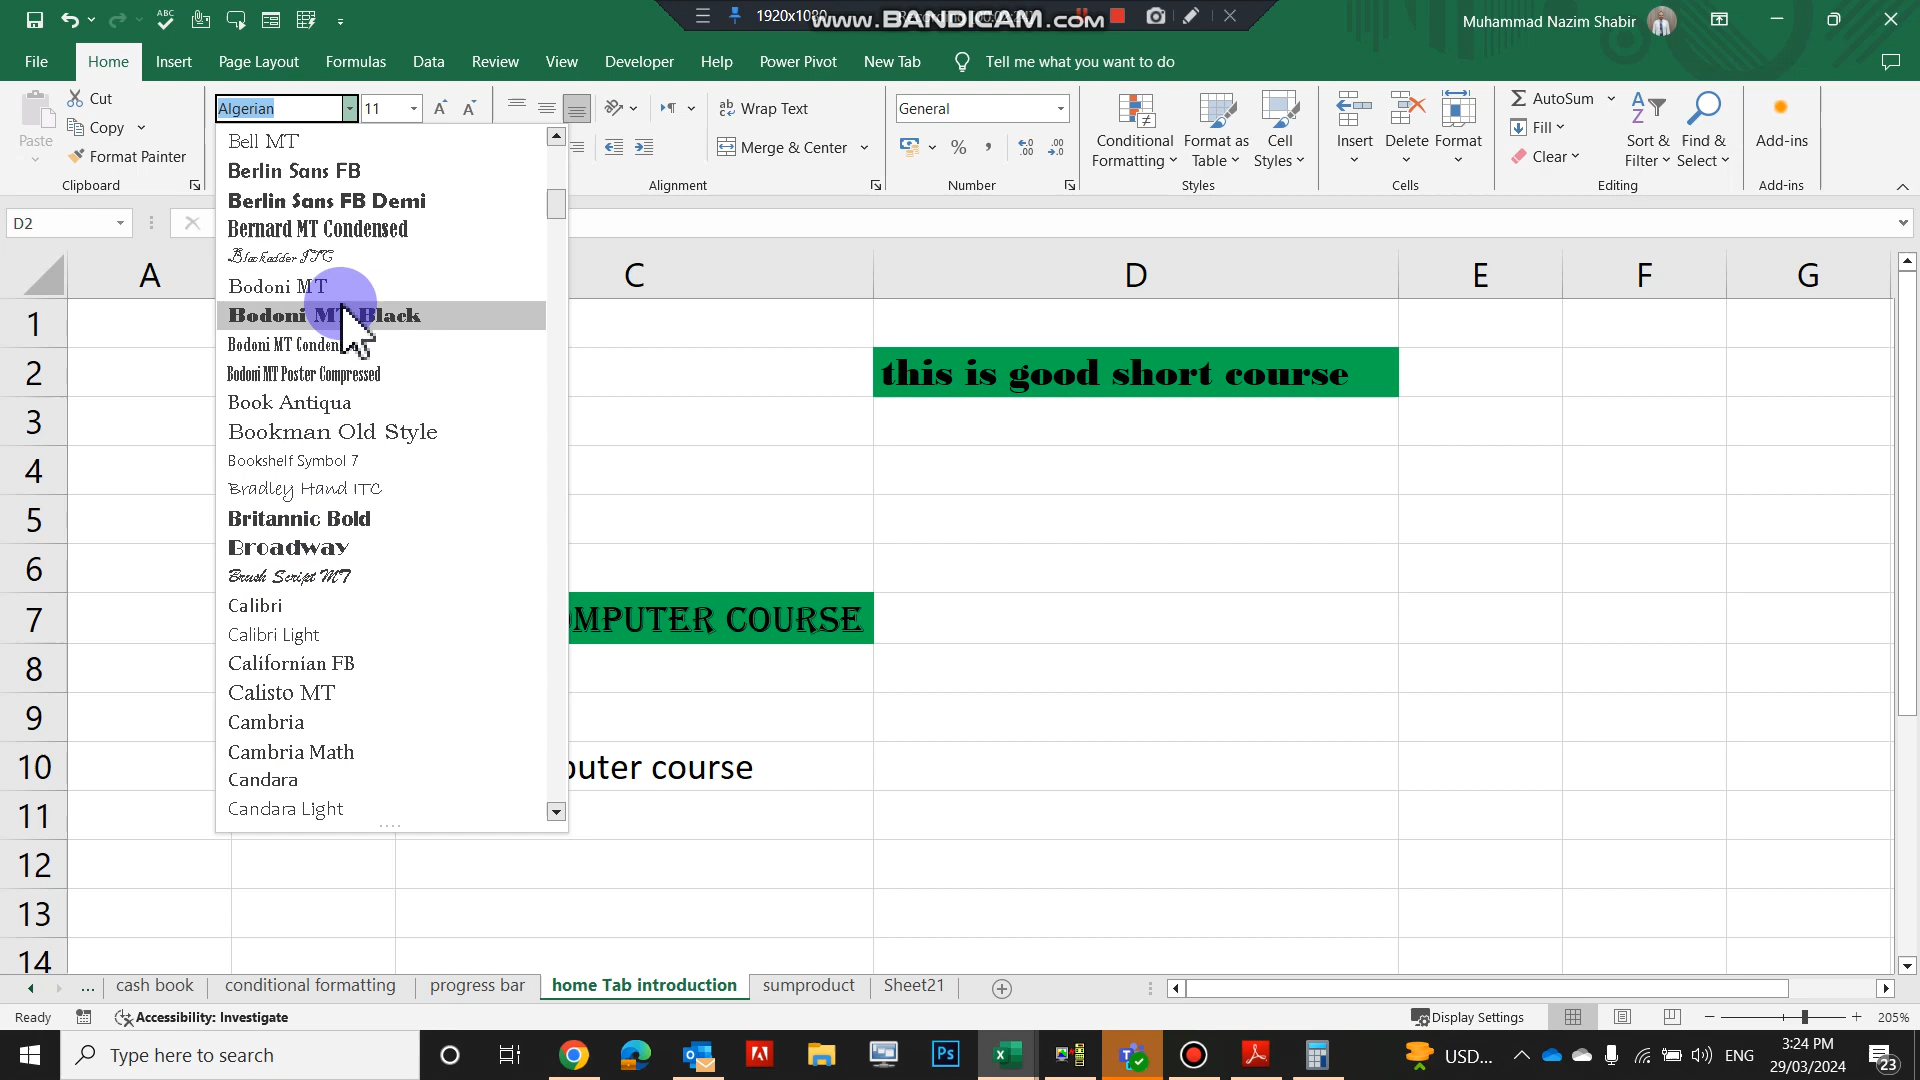 1920x1080
www.BANDICAM.com
Muhammad Nazim Shabir
File Home Insert Page Layout Formulas Data Review View Developer Help Power Pivot New Tab Tell me what you want to do
Paste
Cut
Copy
Format Painter
Clipboard
Algerian
11
Wrap Text
Merge & Center
Alignment
General
Number
Conditional Formatting
Format as Table
Cell Styles
Styles
Insert
Delete
Format
Cells
AutoSum
Fill
Clear
Sort & Filter
Find & Select
Editing
Add-ins
Add-ins
D2
Bell MT
Berlin Sans FB
Berlin Sans FB Demi
Bernard MT Condensed
Blackadder ITC
Bodoni MT
Bodoni MT Black
Bodoni MT Conden
Bodoni MT Poster Compressed
Book Antiqua
Bookman Old Style
Bookshelf Symbol 7
Bradley Hand ITC
Britannic Bold
Broadway
Brush Script MT
Calibri
Calibri Light
Californian FB
Calisto MT
Cambria
Cambria Math
Candara
Candara Light
A C D E F G
1
2 this is good short course
3
4
5
6
7 OMPUTER COURSE
8
9
10 puter course
11
12
13
14
... cash book conditional formatting progress bar home Tab introduction sumproduct Sheet21
Ready Accessibility: Investigate Display Settings 205%
Type here to search
USD...
ENG
3:24 PM
29/03/2024
23